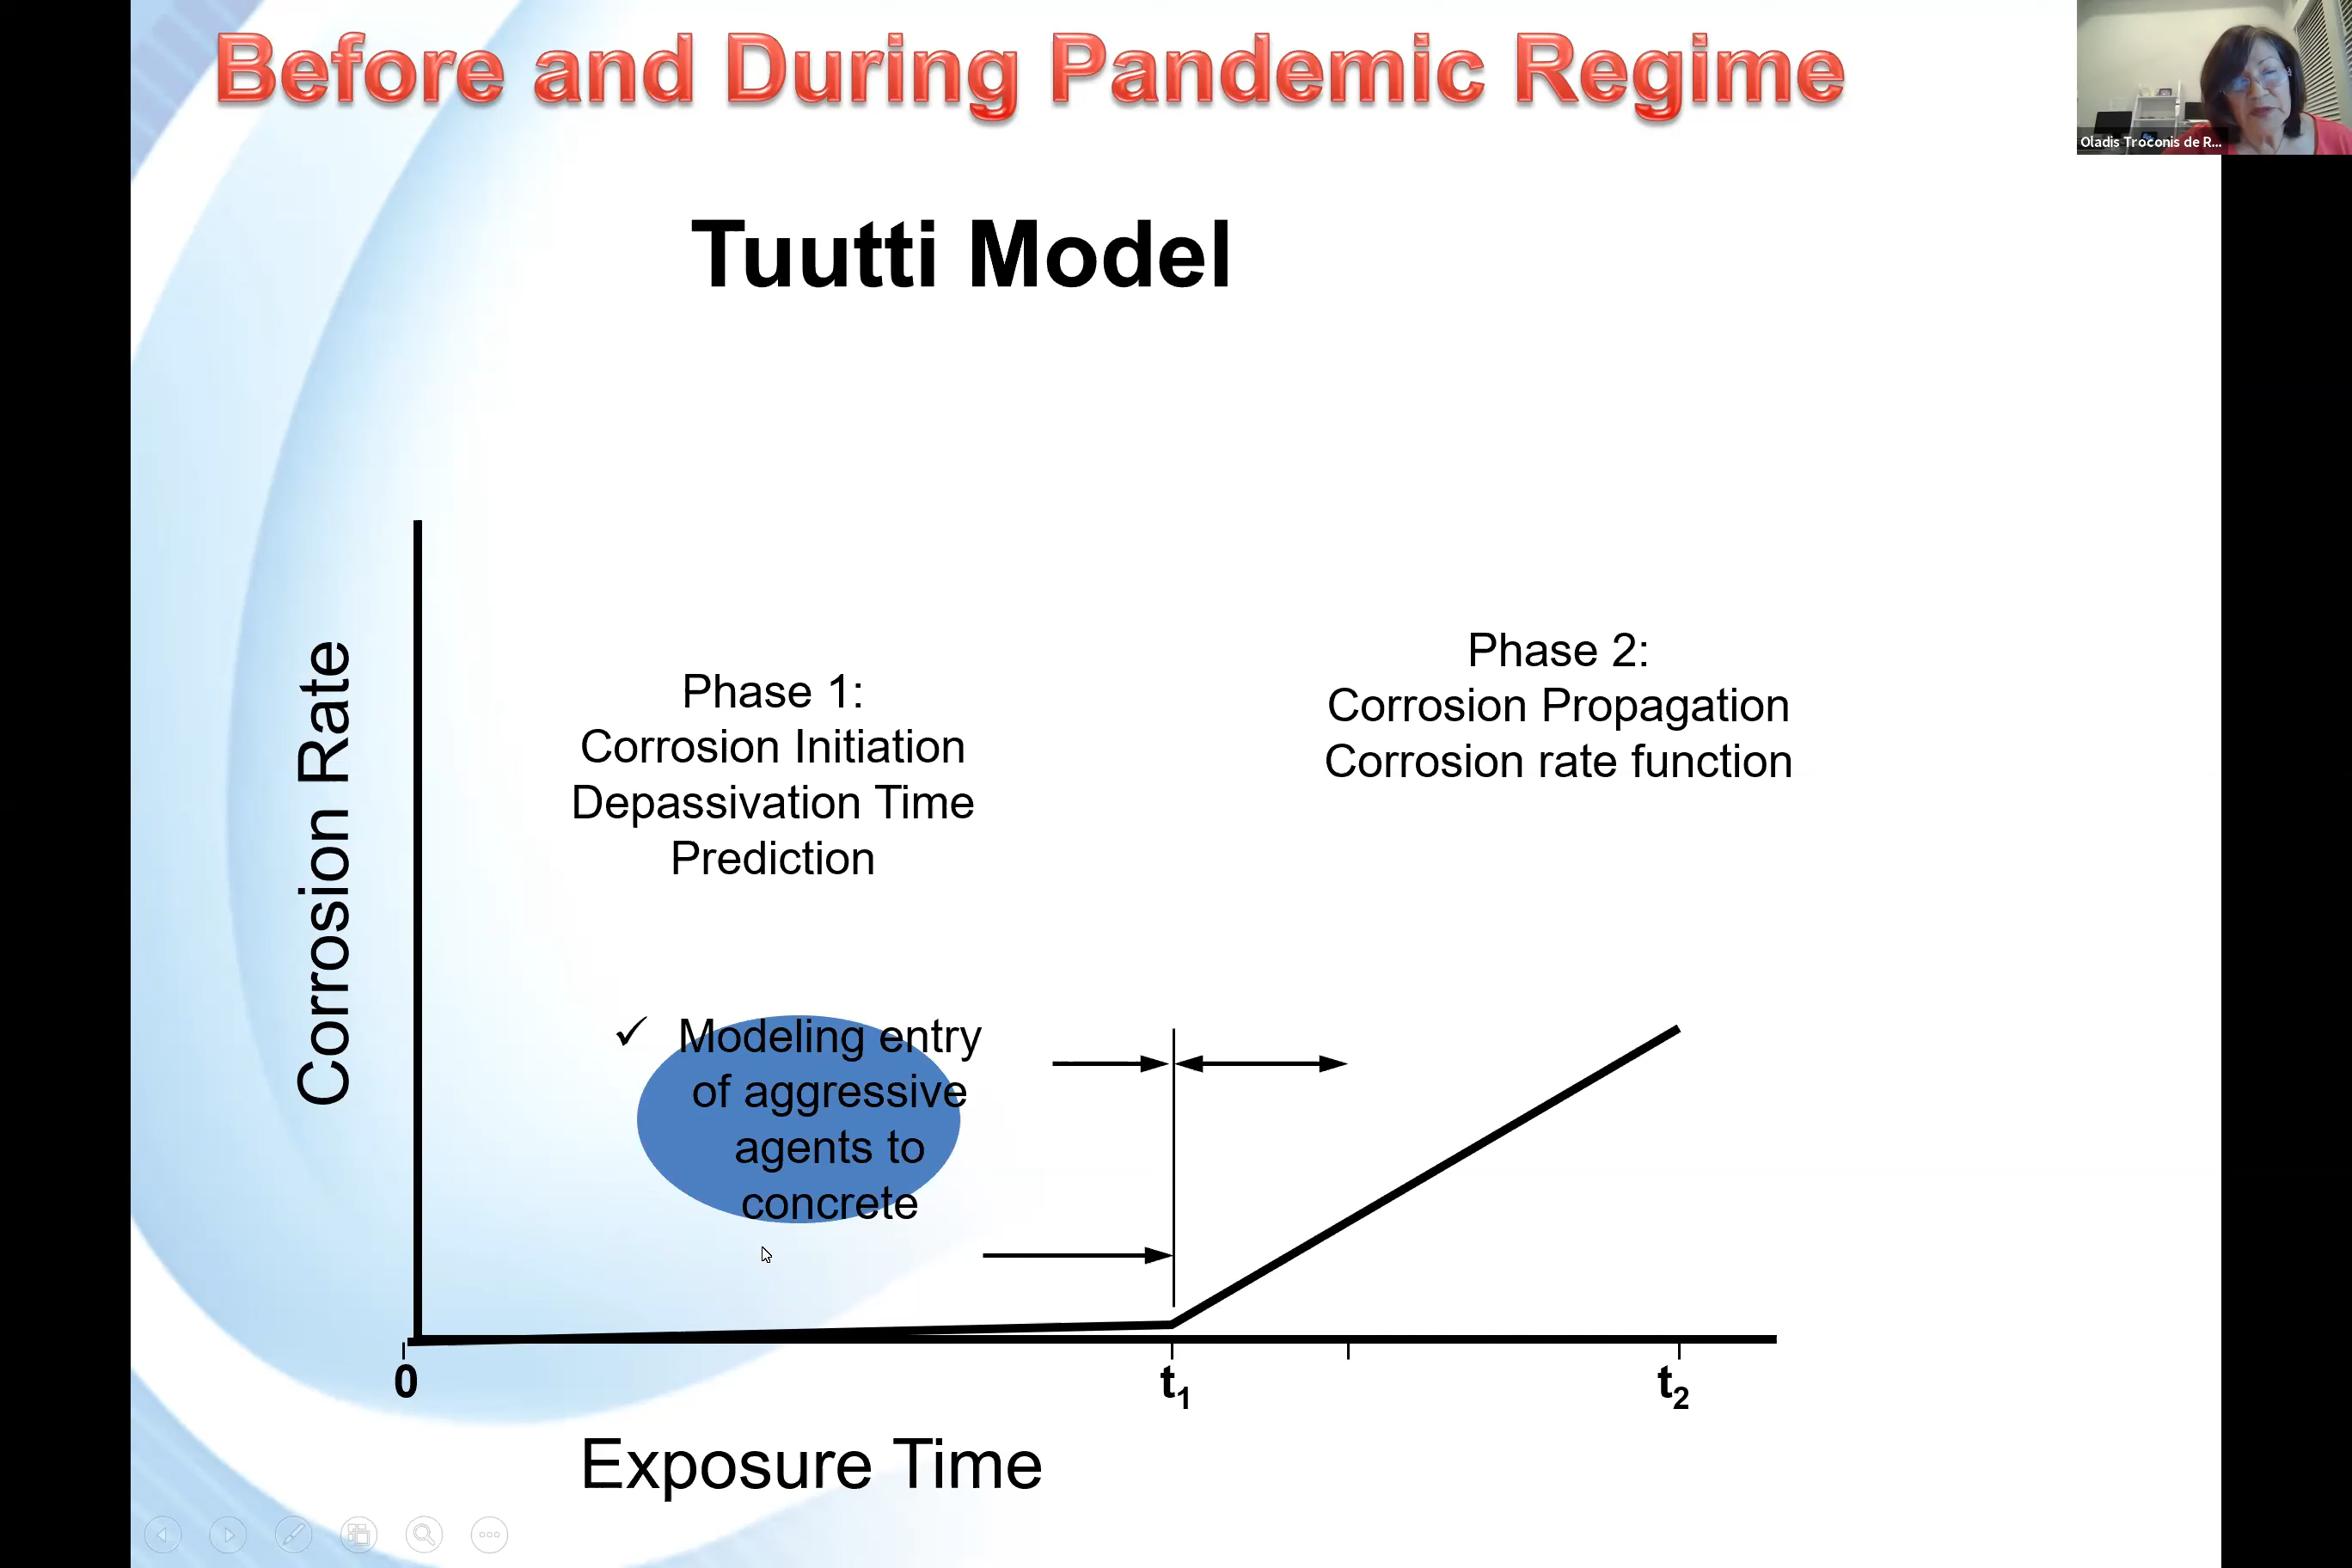 Before and During Pandemic Regime
Oladis Troconis de R...
Tuutti Model
Corrosion Rate
Phase 1:
Corrosion Initiation
Depassivation Time
Prediction
Phase 2:
Corrosion Propagation
Corrosion rate function
✓ Modeling entry
of aggressive
agents to
concrete
0
t₁
t₂
Exposure Time